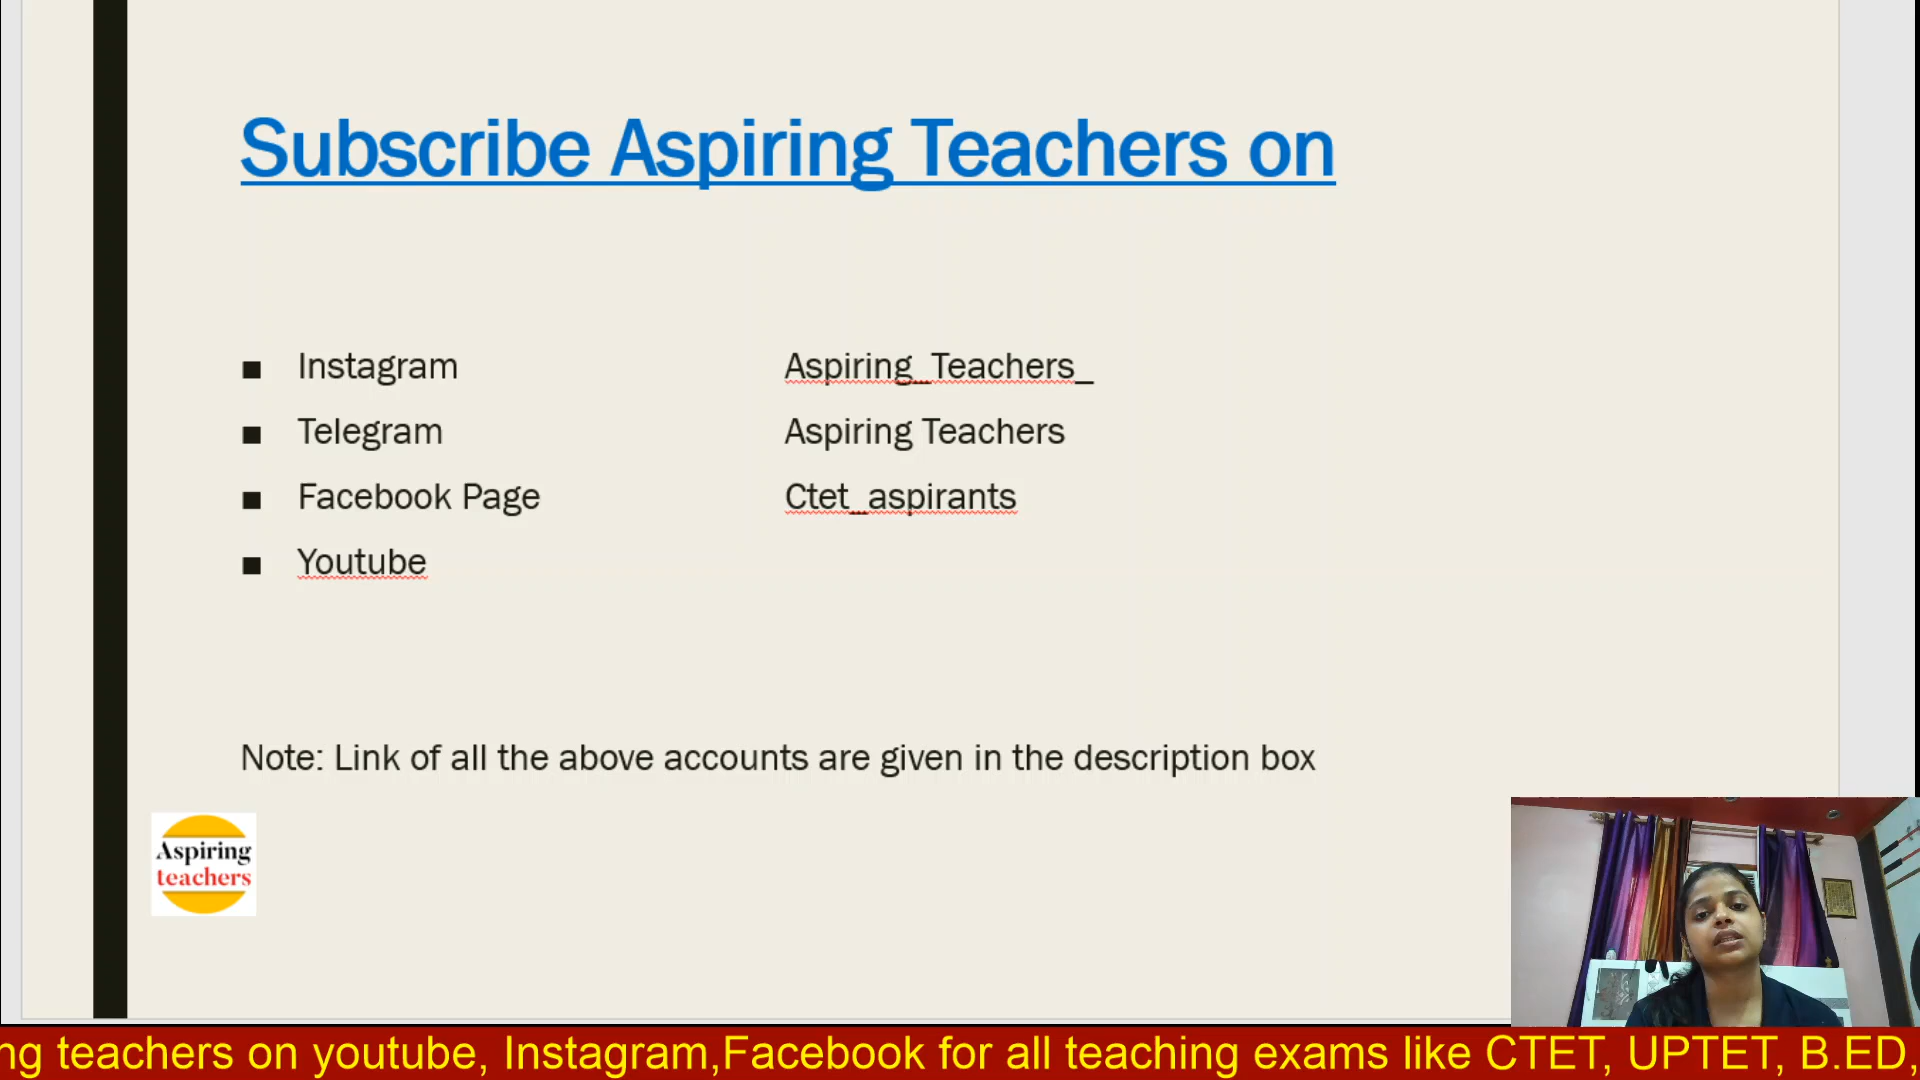 Subscribe Aspiring Teachers on
Instagram Aspiring_Teachers_
Telegram Aspiring Teachers
Facebook Page Ctet_aspirants
Youtube
Note: Link of all the above accounts are given in the description box
Aspiring
teachers
ng teachers on youtube, Instagram,Facebook for all teaching exams like CTET, UPTET, B.ED,